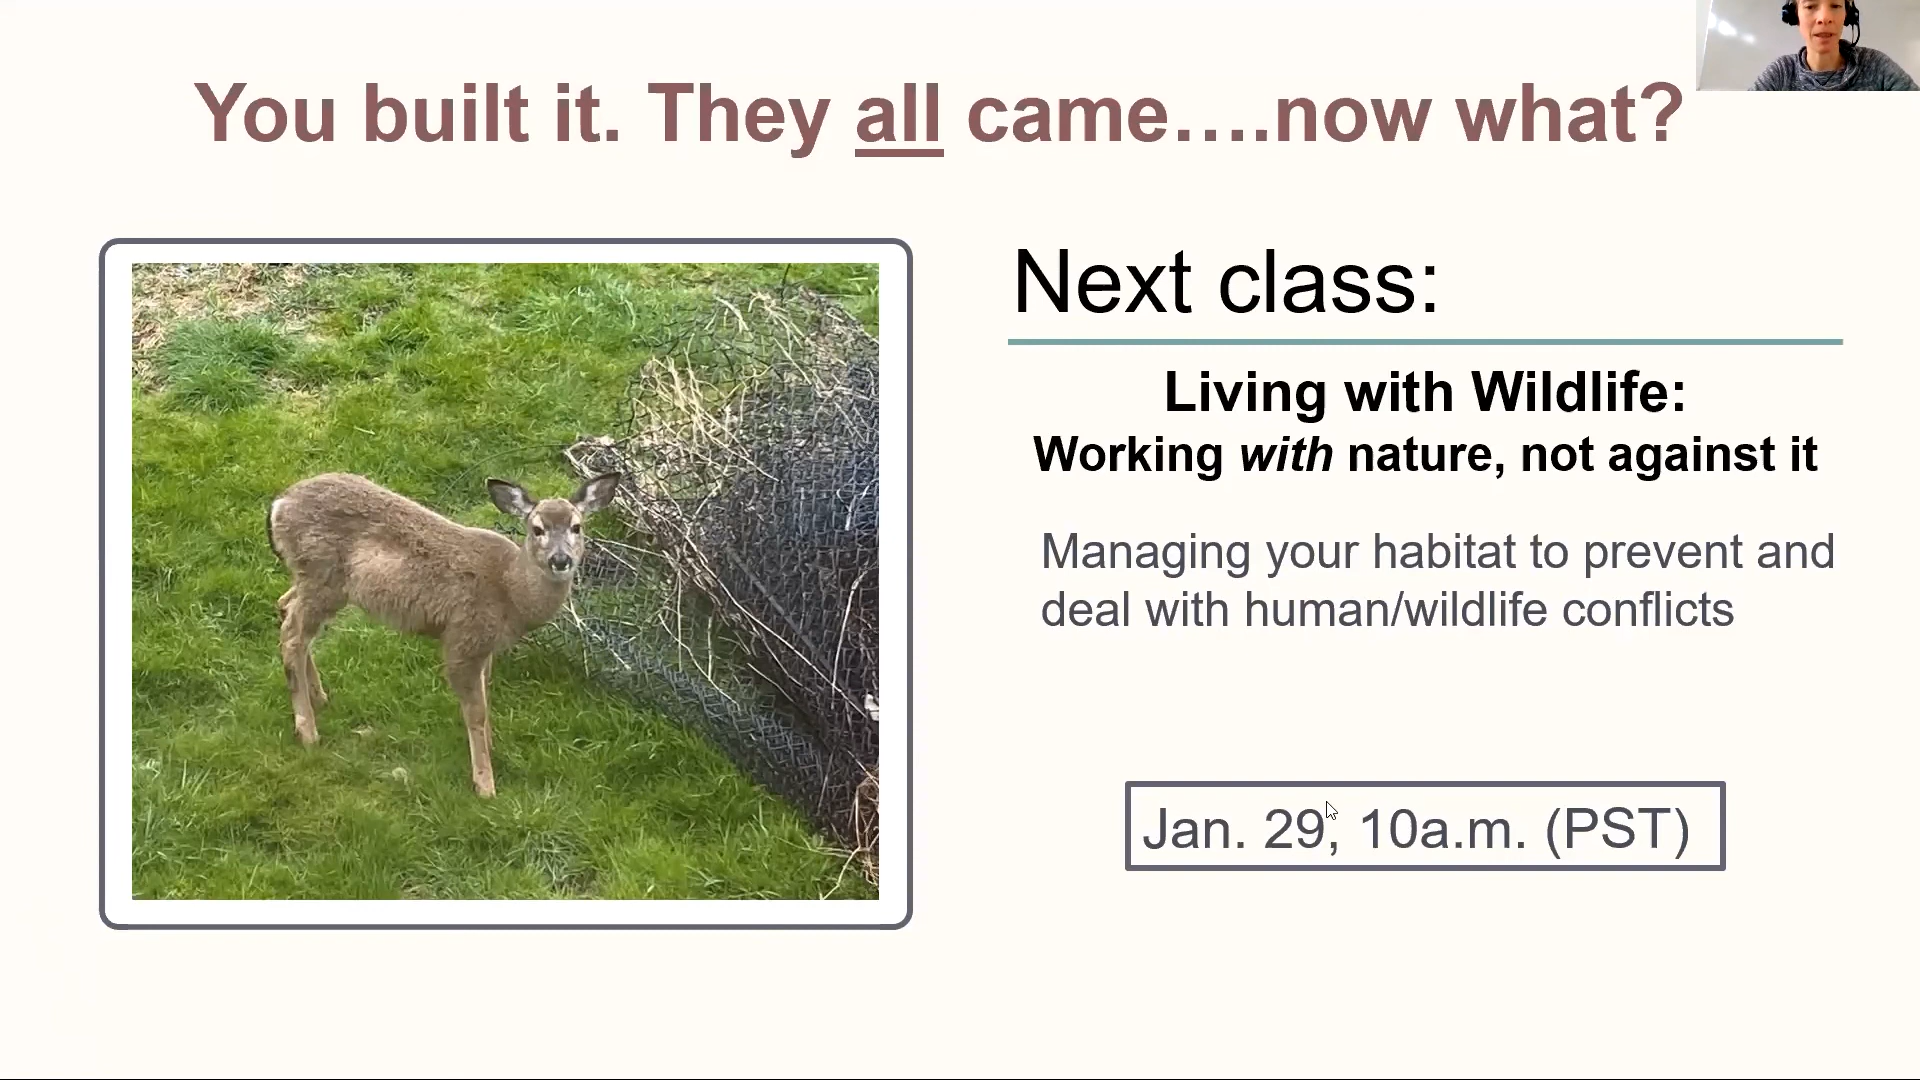 You built it. They all came….now what?
Next class:
Living with Wildlife:
Working with nature, not against it
Managing your habitat to prevent and
deal with human/wildlife conflicts
Jan. 29, 10a.m. (PST)